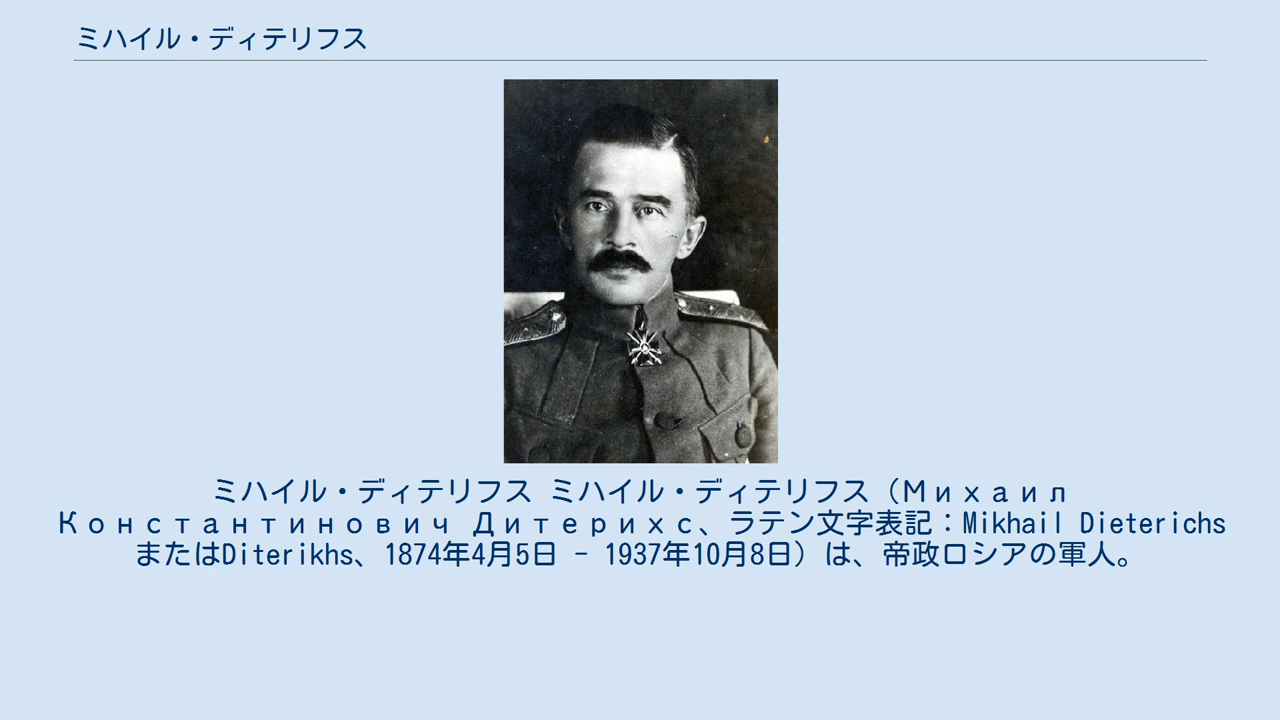 ミハイル・ディテリフス
ミハイル・ディテリフス ミハイル・ディテリフス（Михаил
Константинович Дитерихс、ラテン文字表記：Mikhail Dieterichs
またはDiterikhs、1874年4月5日 - 1937年10月8日）は、帝政ロシアの軍人。